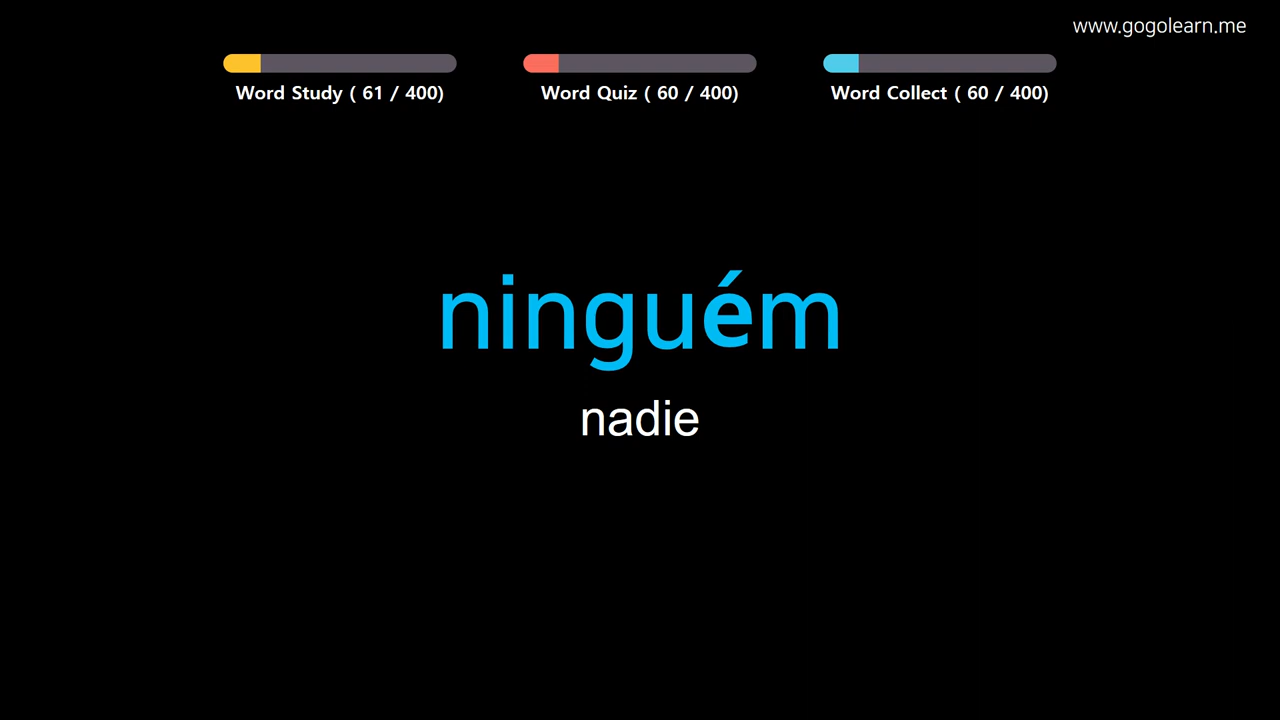 www.gogolearn.me
Word Study ( 61 / 400)
Word Quiz ( 60 / 400)
Word Collect ( 60 / 400)
ninguém
nadie